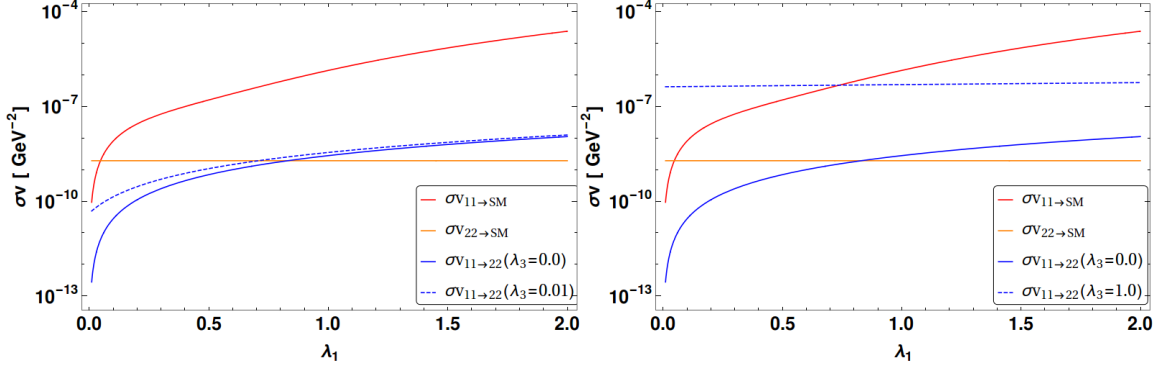 10⁻⁴
10⁻⁷
10⁻¹⁰
10⁻¹³
σv [ GeV⁻²]
0.0 0.5 1.0 1.5 2.0
λ₁
σv₁₁→SM
σv₂₂→SM
σv₁₁→₂₂(λ₃=0.0)
σv₁₁→₂₂(λ₃=0.01)
10⁻⁴
10⁻⁷
10⁻¹⁰
10⁻¹³
σv [ GeV⁻²]
0.0 0.5 1.0 1.5 2.0
λ₁
σv₁₁→SM
σv₂₂→SM
σv₁₁→₂₂(λ₃=0.0)
σv₁₁→₂₂(λ₃=1.0)